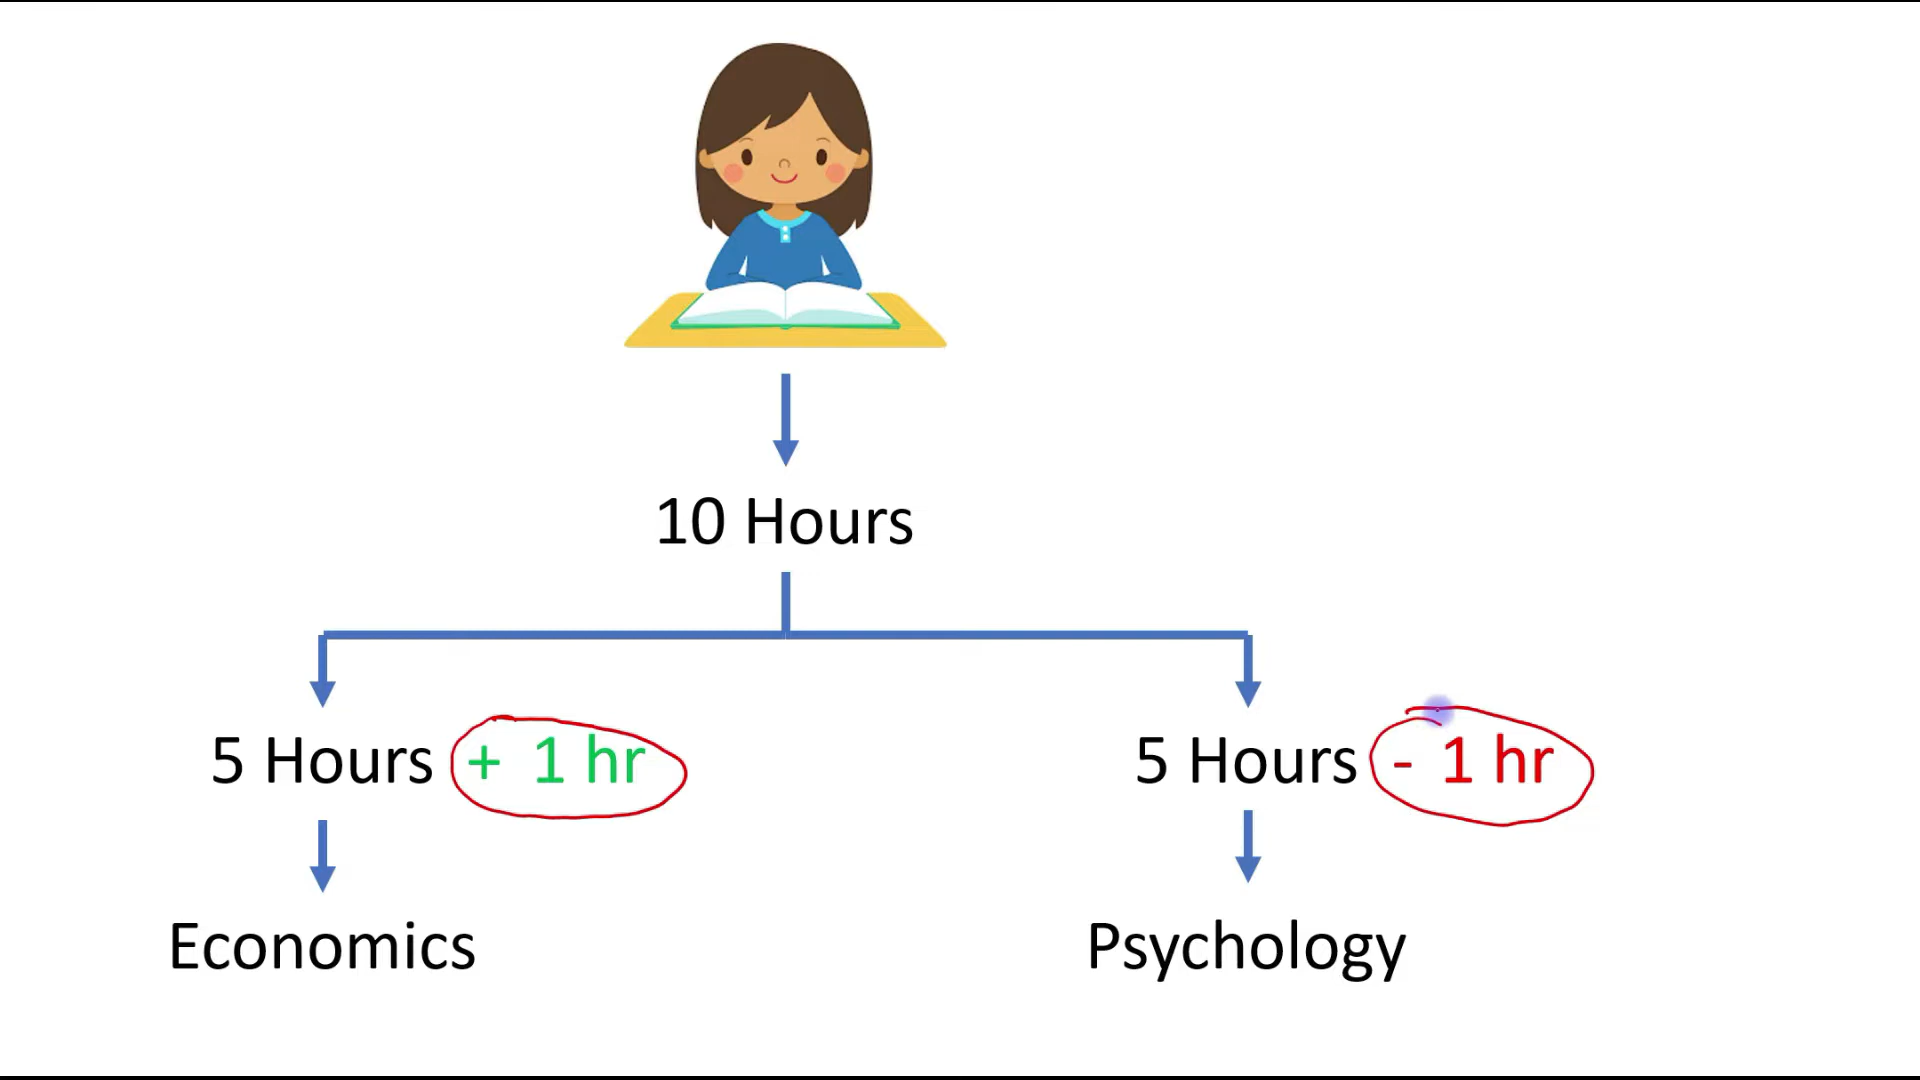 10 Hours
5 Hours + 1 hr
5 Hours - 1 hr
Economics
Psychology